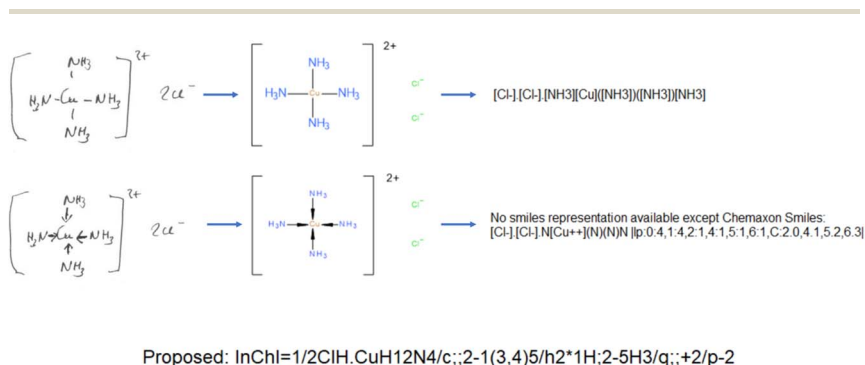 NH3
2+
H3N-Cu-NH3
2Cl-
NH3
2+
NH3
H3N
Cu
NH3
NH3
Cl-
Cl-
[Cl-].[Cl-].[NH3][Cu]([NH3])([NH3])[NH3]
NH3
2+
H3N→Cu←NH3
2Cl-
NH3
2+
NH3
H3N
Cu
NH3
NH3
Cl-
Cl-
No smiles representation available except Chemaxon Smiles:
[Cl-].[Cl-].N[Cu++](N)(N)N |lp:0:4,1:4,2:1,4:1,5:1,6:1,C:2.0,4.1,5.2,6.3|
Proposed: InChI=1/2ClH.CuH12N4/c;;2-1(3,4)5/h2*1H;2-5H3/q;;+2/p-2